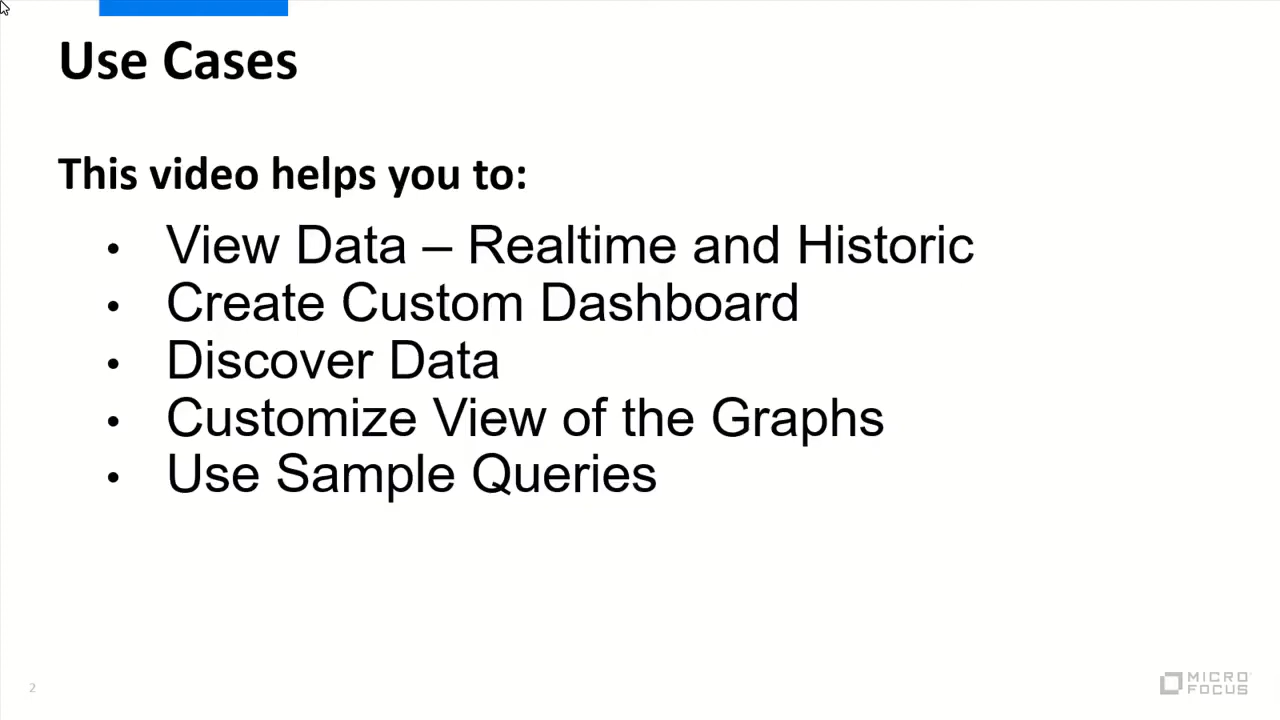 Use Cases
This video helps you to:
• View Data – Realtime and Historic
• Create Custom Dashboard
• Discover Data
• Customize View of the Graphs
• Use Sample Queries
2
MICRO
FOCUS